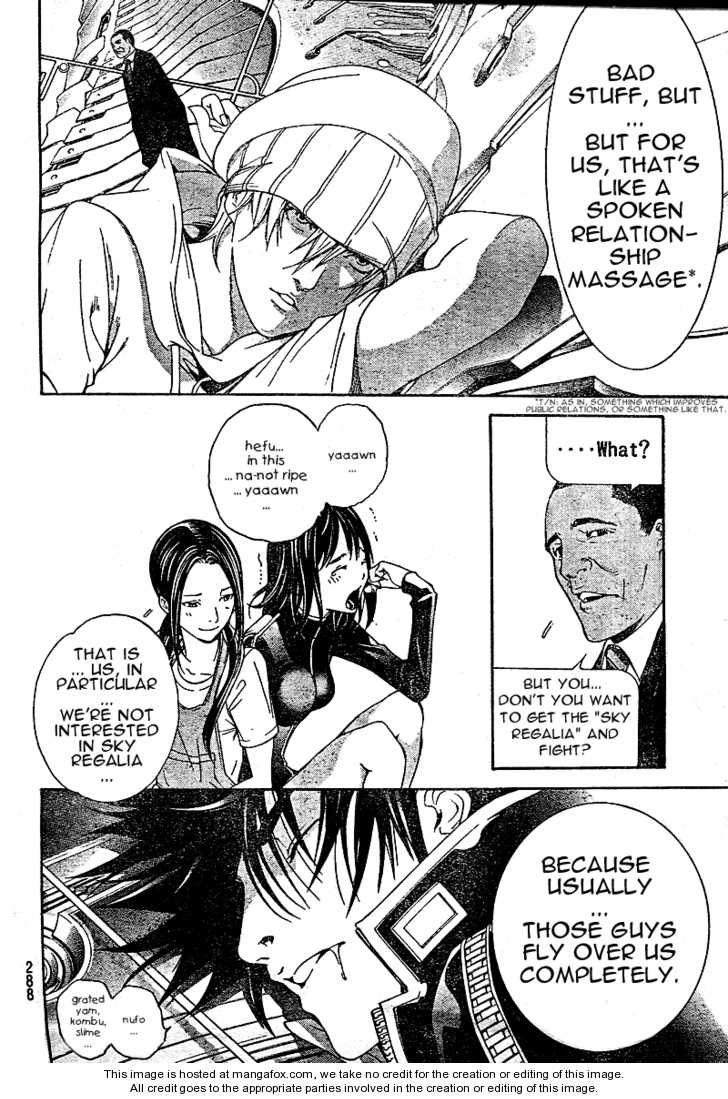 BAD
STUFF, BUT
...
BUT FOR
US, THAT'S
LIKE A
SPOKEN
RELATION-
SHIP
MASSAGE*.
*T/N: AS IN, SOMETHING WHICH IMPROVES
PUBLIC RELATIONS, OR SOMETHING LIKE THAT.
····What?
BUT YOU...
DON'T YOU WANT
TO GET THE "SKY
REGALIA" AND
FIGHT?
yaaawn
...
hefu...
in this
... na-not ripe
... yaaawn
...
THAT IS
... US, IN
PARTICULAR
...
WE'RE NOT
INTERESTED
IN SKY
REGALIA
...
BECAUSE
USUALLY
...
THOSE GUYS
FLY OVER US
COMPLETELY.
nufo
...
grated
yam,
kombu,
slime
...
288
This image is hosted at mangafox.com, we take no credit for the creation or editing of this image.
All credit goes to the appropriate parties involved in the creation or editing of this image.